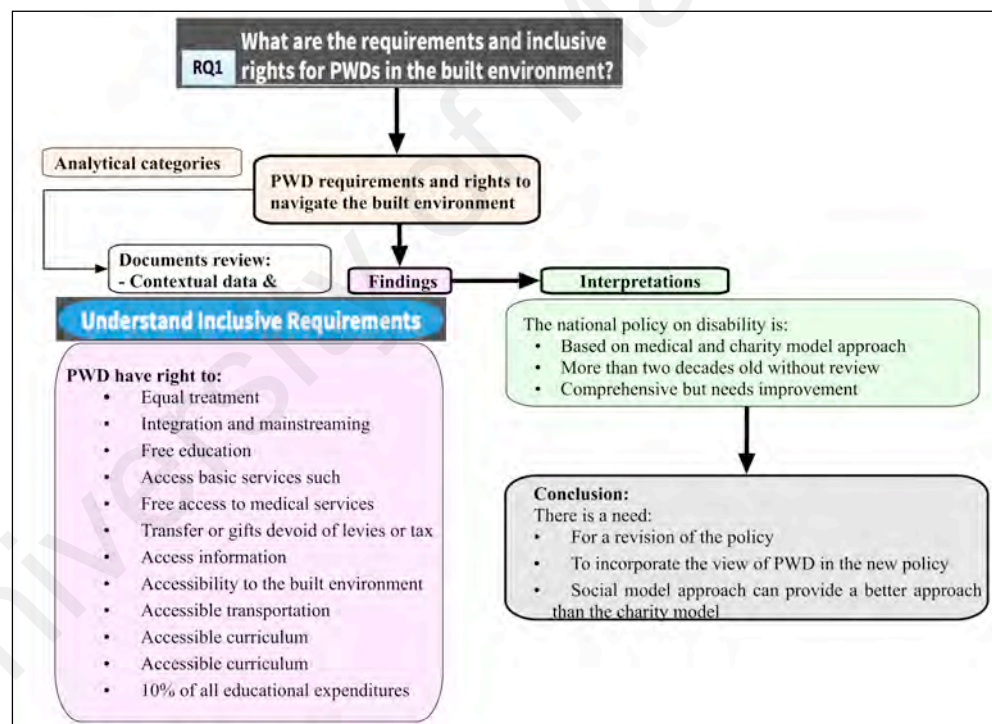 What are the requirements and inclusive
RQ1
rights for PWDs in the built environment?
Analytical categories
PWD requirements and rights to
navigate the built environment
Documents review:
- Contextual data &
Findings
Interpretations
Understand Inclusive Requirements
PWD have right to:
• Equal treatment
• Integration and mainstreaming
• Free education
• Access basic services such
• Free access to medical services
• Transfer or gifts devoid of levies or tax
• Access information
• Accessibility to the built environment
• Accessible transportation
• Accessible curriculum
• Accessible curriculum
• 10% of all educational expenditures
The national policy on disability is:
• Based on medical and charity model approach
• More than two decades old without review
• Comprehensive but needs improvement
Conclusion:
There is a need:
• For a revision of the policy
• To incorporate the view of PWD in the new policy
• Social model approach can provide a better approach
than the charity model